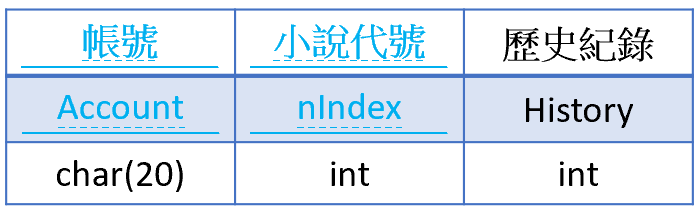 帳號 小說代號 歷史紀錄
Account nIndex History
char(20) int int